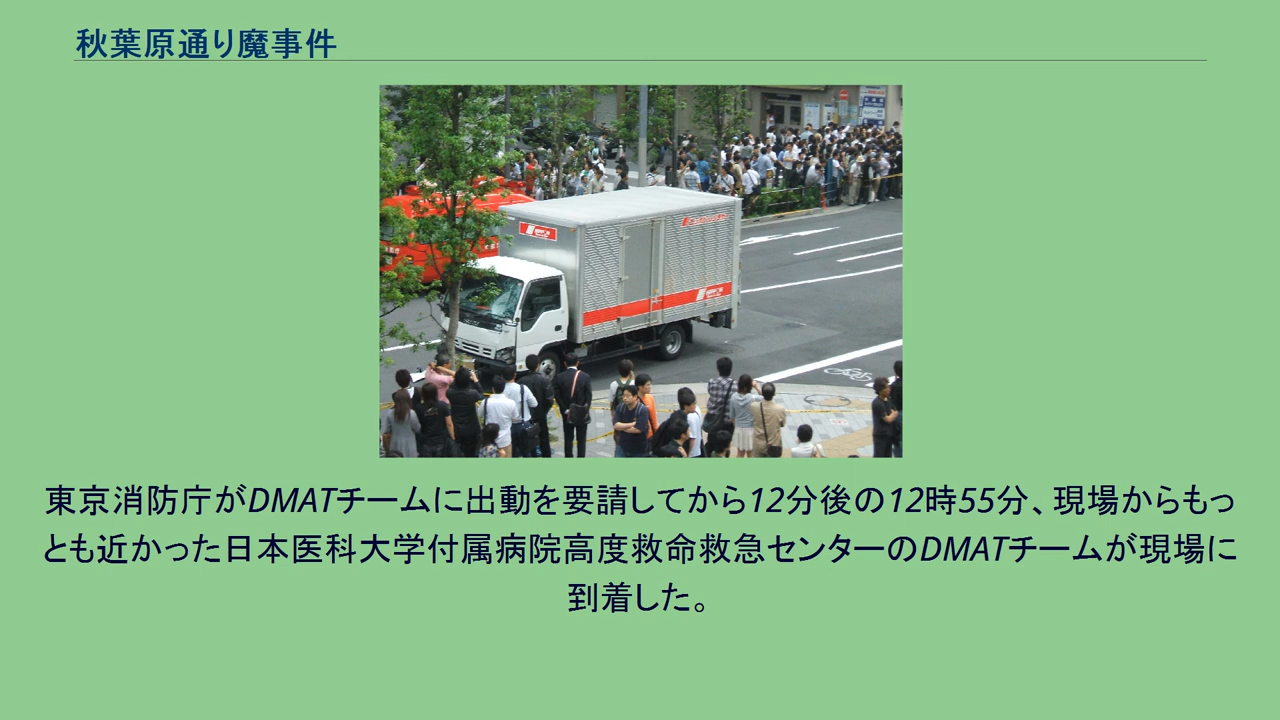 秋葉原通り魔事件
東京消防庁がDMATチームに出動を要請してから12分後の12時55分、現場からもっ
とも近かった日本医科大学付属病院高度救命救急センターのDMATチームが現場に
到着した。